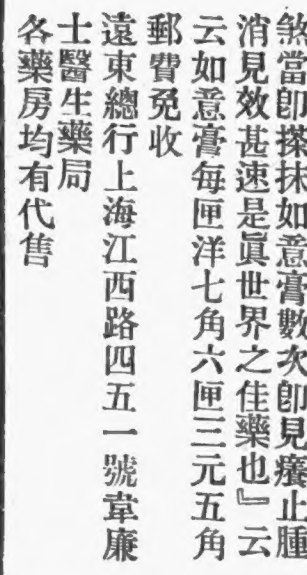 煞當卽搽抹如意膏數次卽見癢止腫
消見效甚速是眞世界之佳藥也』云
云如意膏每匣洋七角六匣三元五角
郵費免收
遠東總行上海江西路四五一號韋廉
士醫生藥局
各藥房均有代售